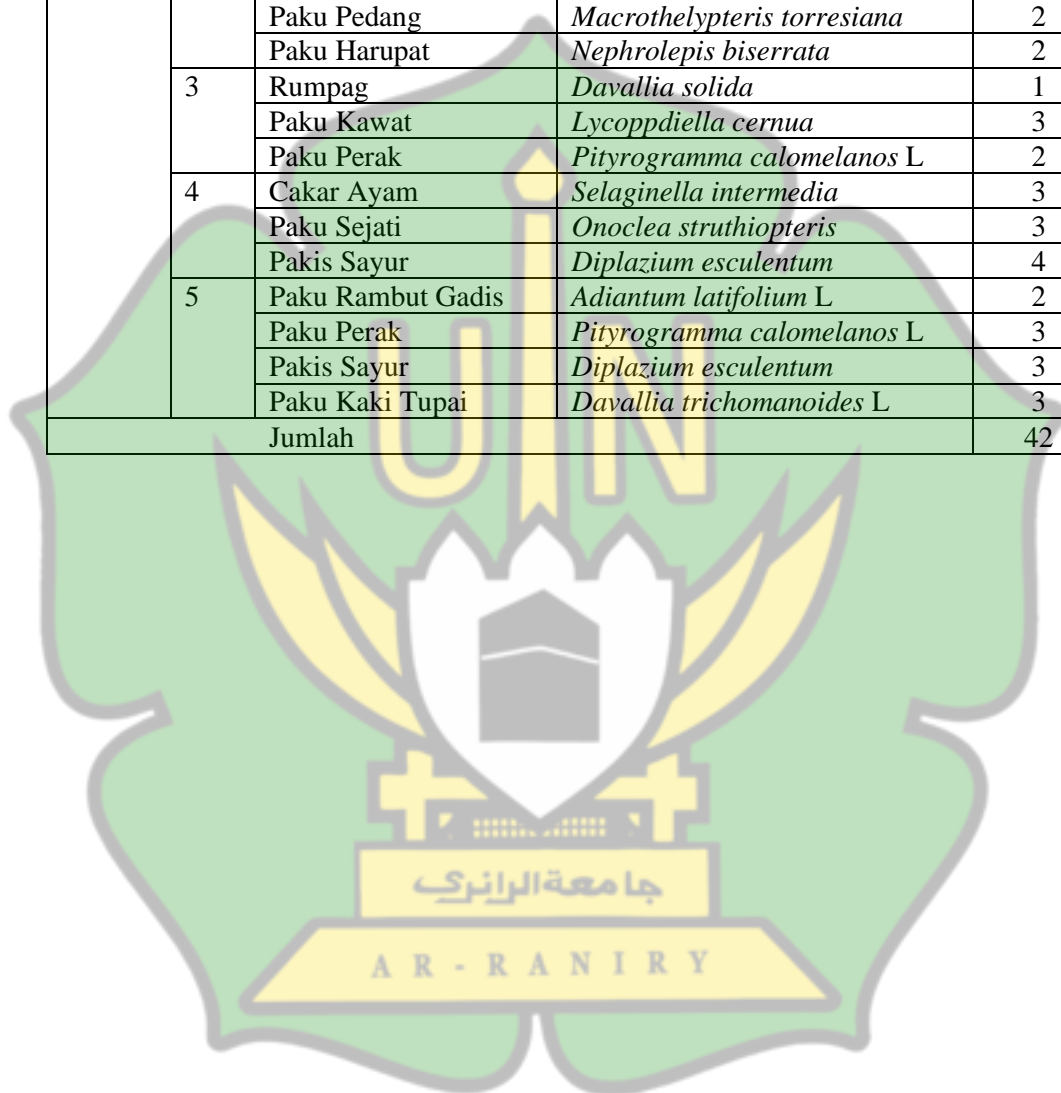 Paku Pedang Macrothelypteris torresiana 2
Paku Harupat Nephrolepis biserrata 2
3 Rumpag Davallia solida 1
Paku Kawat Lycoppdiella cernua 3
Paku Perak Pityrogramma calomelanos L 2
4 Cakar Ayam Selaginella intermedia 3
Paku Sejati Onoclea struthiopteris 3
Pakis Sayur Diplazium esculentum 4
5 Paku Rambut Gadis Adiantum latifolium L 2
Paku Perak Pityrogramma calomelanos L 3
Pakis Sayur Diplazium esculentum 3
Paku Kaki Tupai Davallia trichomanoides L 3
Jumlah 42
UIN
جامعة الرانري
AR-RANIRY